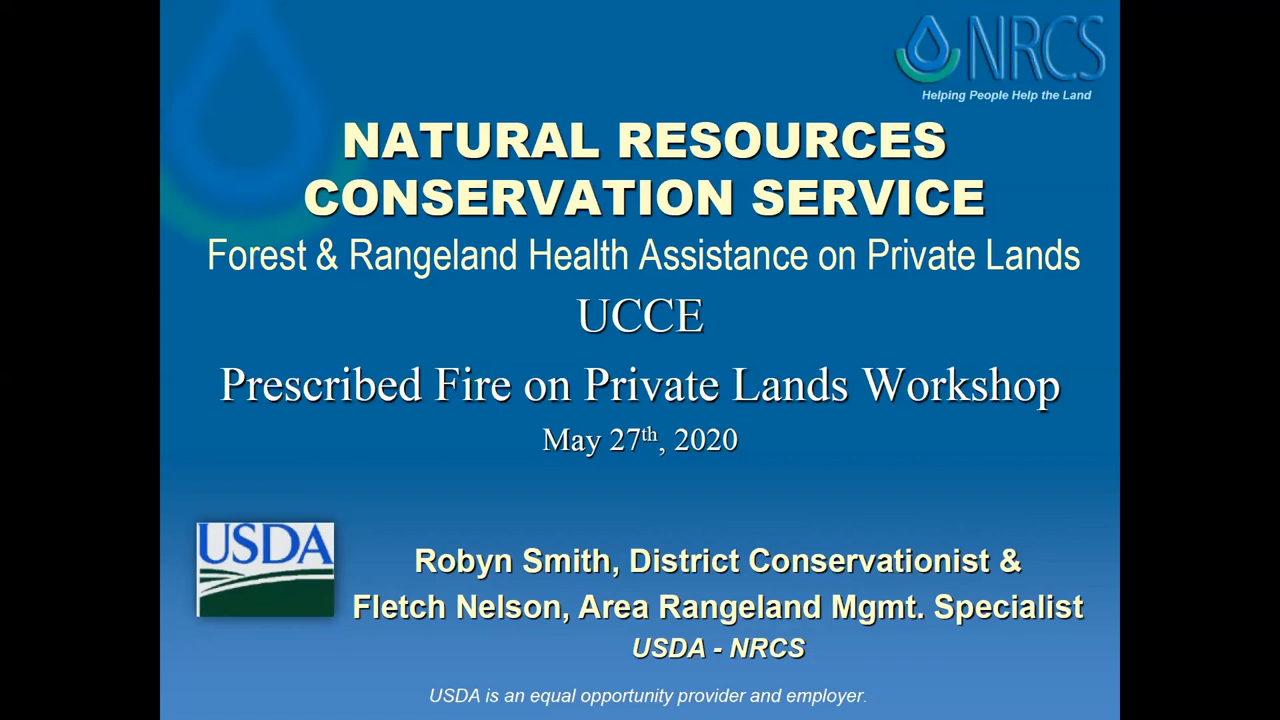 NRCS
Helping People Help the Land
NATURAL RESOURCES
CONSERVATION SERVICE
Forest & Rangeland Health Assistance on Private Lands
UCCE
Prescribed Fire on Private Lands Workshop
May 27th, 2020
USDA
Robyn Smith, District Conservationist &
Fletch Nelson, Area Rangeland Mgmt. Specialist
USDA - NRCS
USDA is an equal opportunity provider and employer.